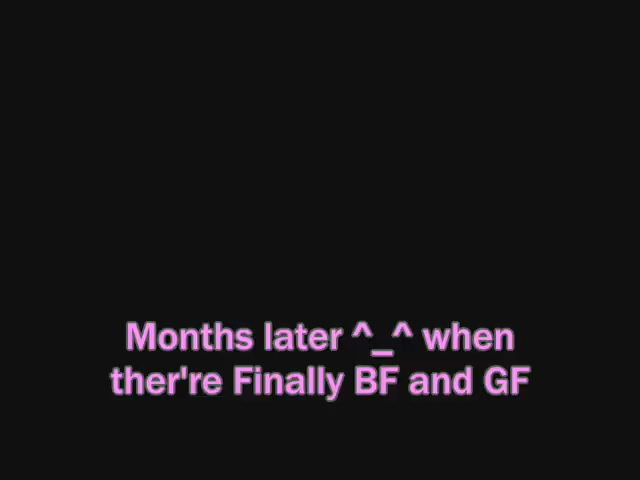 Months later ^_^ when
ther're Finally BF and GF